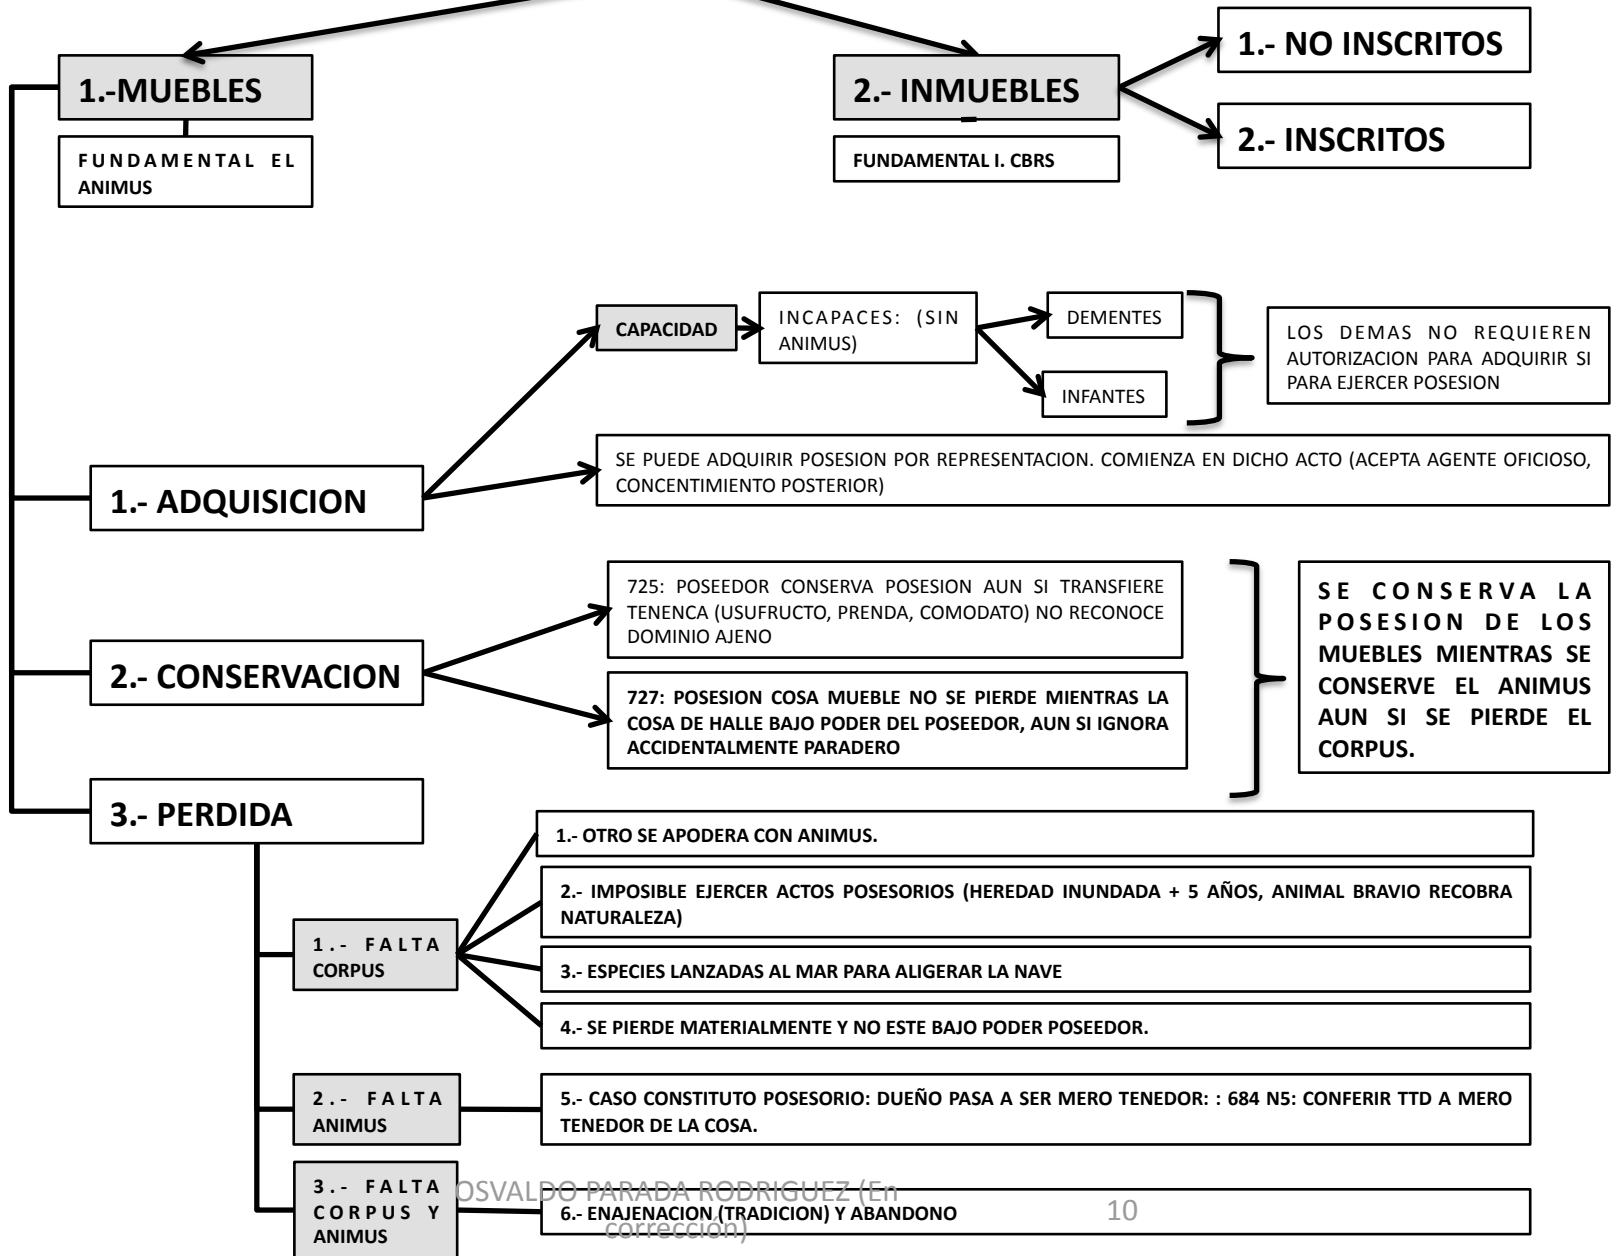 1.-MUEBLES
FUNDAMENTAL EL
ANIMUS
2.- INMUEBLES
FUNDAMENTAL I. CBRS
1.- NO INSCRITOS
2.- INSCRITOS
1.- ADQUISICION
CAPACIDAD
INCAPACES: (SIN
ANIMUS)
DEMENTES
INFANTES
LOS DEMAS NO REQUIEREN
AUTORIZACION PARA ADQUIRIR SI
PARA EJERCER POSESION
SE PUEDE ADQUIRIR POSESION POR REPRESENTACION. COMIENZA EN DICHO ACTO (ACEPTA AGENTE OFICIOSO,
CONCENTIMIENTO POSTERIOR)
2.- CONSERVACION
725: POSEEDOR CONSERVA POSESION AUN SI TRANSFIERE
TENENCA (USUFRUCTO, PRENDA, COMODATO) NO RECONOCE
DOMINIO AJENO
727: POSESION COSA MUEBLE NO SE PIERDE MIENTRAS LA
COSA DE HALLE BAJO PODER DEL POSEEDOR, AUN SI IGNORA
ACCIDENTALMENTE PARADERO
SE CONSERVA LA
POSESION DE LOS
MUEBLES MIENTRAS SE
CONSERVE EL ANIMUS
AUN SI SE PIERDE EL
CORPUS.
3.- PERDIDA
1.- FALTA
CORPUS
1.- OTRO SE APODERA CON ANIMUS.
2.- IMPOSIBLE EJERCER ACTOS POSESORIOS (HEREDAD INUNDADA + 5 AÑOS, ANIMAL BRAVIO RECOBRA
NATURALEZA)
3.- ESPECIES LANZADAS AL MAR PARA ALIGERAR LA NAVE
4.- SE PIERDE MATERIALMENTE Y NO ESTE BAJO PODER POSEEDOR.
2.- FALTA
ANIMUS
5.- CASO CONSTITUTO POSESORIO: DUEÑO PASA A SER MERO TENEDOR: : 684 N5: CONFERIR TTD A MERO
TENEDOR DE LA COSA.
3.- FALTA
CORPUS Y
ANIMUS
6.- ENAJENACION (TRADICION) Y ABANDONO
OSVALDO PARADA RODRIGUEZ (En
corrección)
10